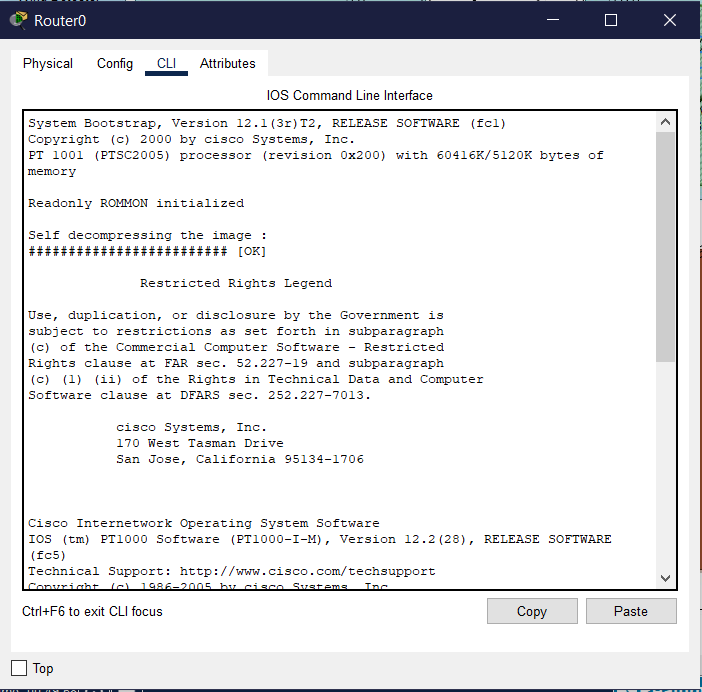 Router0
Physical Config CLI Attributes
IOS Command Line Interface
System Bootstrap, Version 12.1(3r)T2, RELEASE SOFTWARE (fc1)
Copyright (c) 2000 by cisco Systems, Inc.
PT 1001 (PTSC2005) processor (revision 0x200) with 60416K/5120K bytes of
memory
Readonly ROMMON initialized
Self decompressing the image :
######################### [OK]
Restricted Rights Legend
Use, duplication, or disclosure by the Government is
subject to restrictions as set forth in subparagraph
(c) of the Commercial Computer Software - Restricted
Rights clause at FAR sec. 52.227-19 and subparagraph
(c) (1) (ii) of the Rights in Technical Data and Computer
Software clause at DFARS sec. 252.227-7013.
cisco Systems, Inc.
170 West Tasman Drive
San Jose, California 95134-1706
Cisco Internetwork Operating System Software
IOS (tm) PT1000 Software (PT1000-I-M), Version 12.2(28), RELEASE SOFTWARE
(fc5)
Technical Support: http://www.cisco.com/techsupport
Copyright (c) 1986-2005 by cisco Systems, Inc
Ctrl+F6 to exit CLI focus
Copy Paste
Top